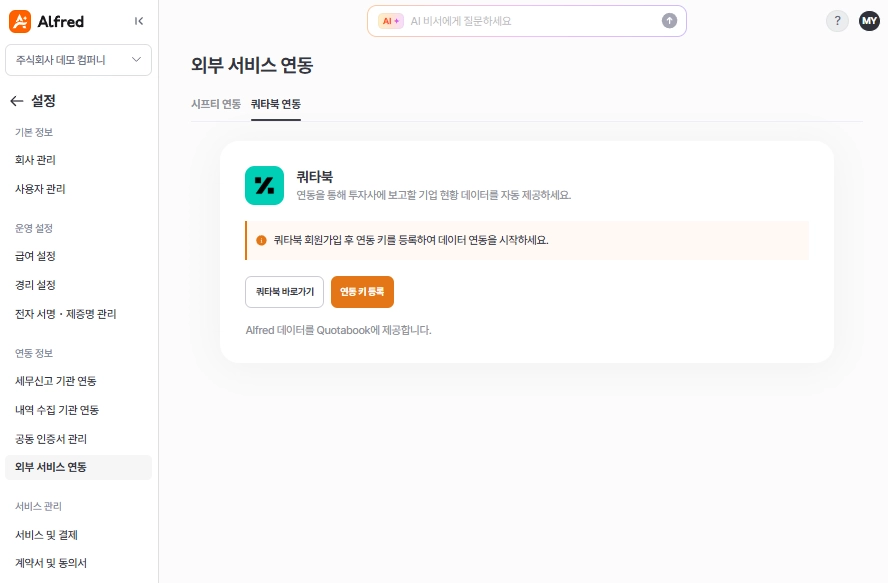 Alfred
주식회사 데모 컴퍼니
설정
기본 정보
회사 관리
사용자 관리
운영 설정
급여 설정
경리 설정
전자 서명・제증명 관리
연동 정보
세무신고 기관 연동
내역 수집 기관 연동
공동 인증서 관리
외부 서비스 연동
서비스 관리
서비스 및 결제
계약서 및 동의서
AI AI 비서에게 질문하세요
? MY
외부 서비스 연동
시프티 연동 쿼타북 연동
쿼타북
연동을 통해 투자사에 보고할 기업 현황 데이터를 자동 제공하세요.
쿼타북 회원가입 후 연동 키를 등록하여 데이터 연동을 시작하세요.
쿼타북 바로가기 연동 키 등록
Alfred 데이터를 Quotabook에 제공합니다.